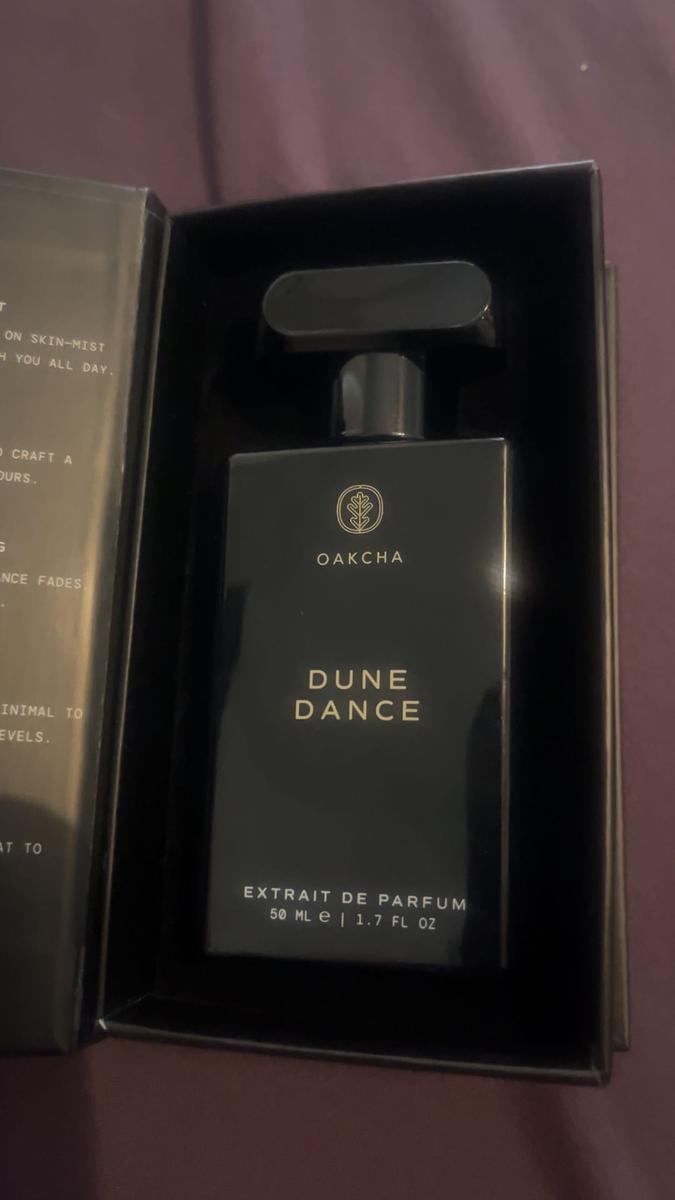 T
ON SKIN-MIST
H YOU ALL DAY.
O CRAFT A
OURS.
G
NCE FADES.
.
INIMAL TO
EVELS.
AT TO
OAKCHA
DUNE
DANCE
EXTRAIT DE PARFUM
50 ML ℮ | 1.7 FL OZ